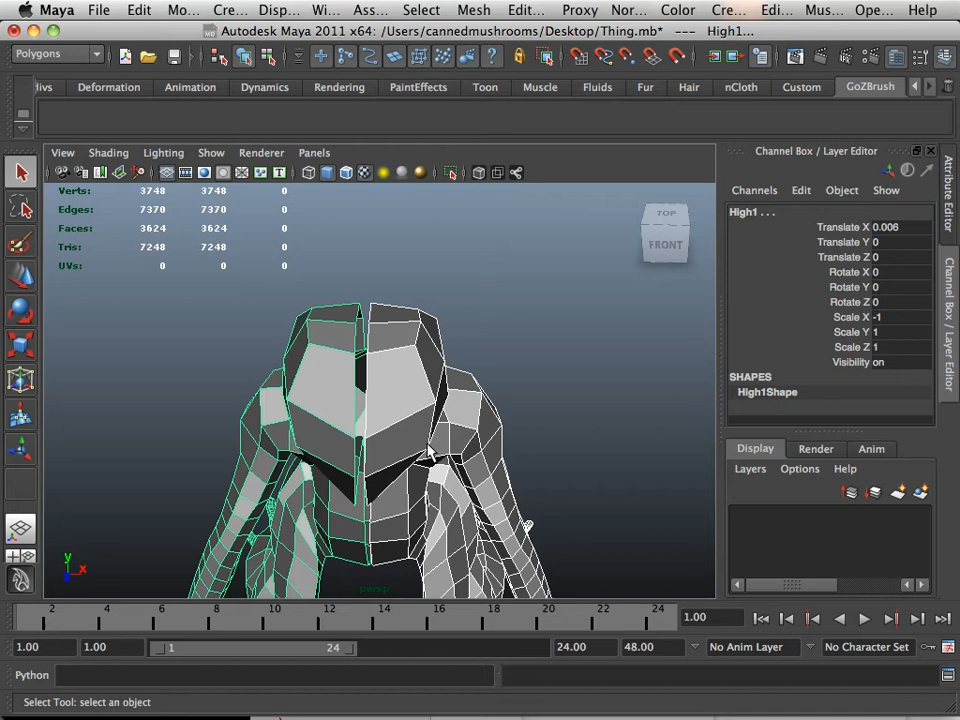 Maya File Edit Mo... Cre... Disp... Wi... Ass... Select Mesh Edit ... Proxy Nor... Color Cre... Edi... Mus... Ove... Help
Autodesk Maya 2011 x64: /Users/cannedmushrooms/Desktop/Thing.mb* --- High1...
Polygons
ivs Deformation Animation Dynamics Rendering PaintEffects Toon Muscle Fluids Fur Hair nCloth Custom GoZBrush
View Shading Lighting Show Renderer Panels
Channel Box / Layer Editor
Verts: 3748 3748 0
Edges: 7370 7370 0
Faces: 3624 3624 0
Tris: 7248 7248 0
UVs: 0 0 0
TOP
FRONT
persp
Channels Edit Object Show
High1 . . .
Translate X 0.006
Translate Y 0
Translate Z 0
Rotate X 0
Rotate Y 0
Rotate Z 0
Scale X -1
Scale Y 1
Scale Z 1
Visibility on
SHAPES
High1Shape
Display Render Anim
Layers Options Help
Attribute Editor
Channel Box / Layer Editor
2 4 6 8 10 12 14 16 18 20 22 24 1.00
1.00 1.00 1 24 24.00 48.00 No Anim Layer No Character Set
Python
Select Tool: select an object